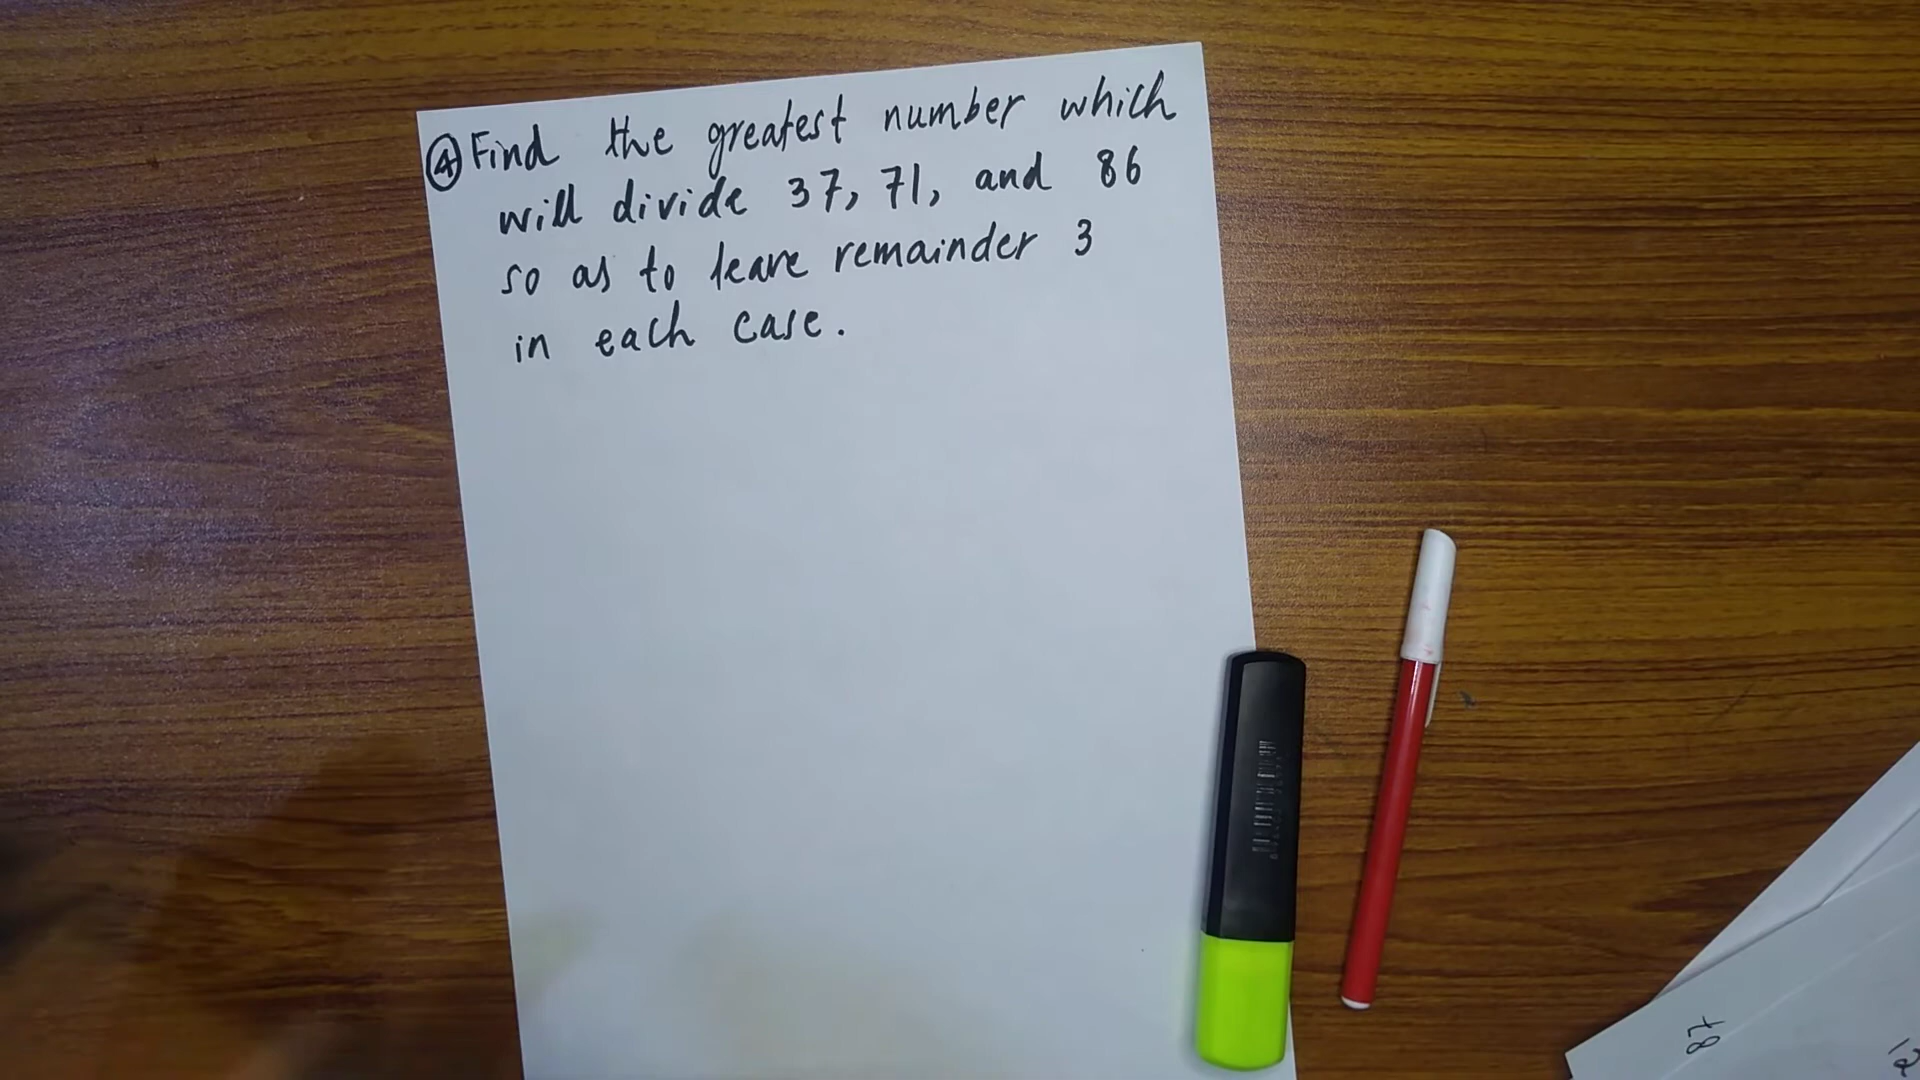 ④ Find the greatest number which
will divide 37, 71, and 86
so as to leave remainder 3
in each case.